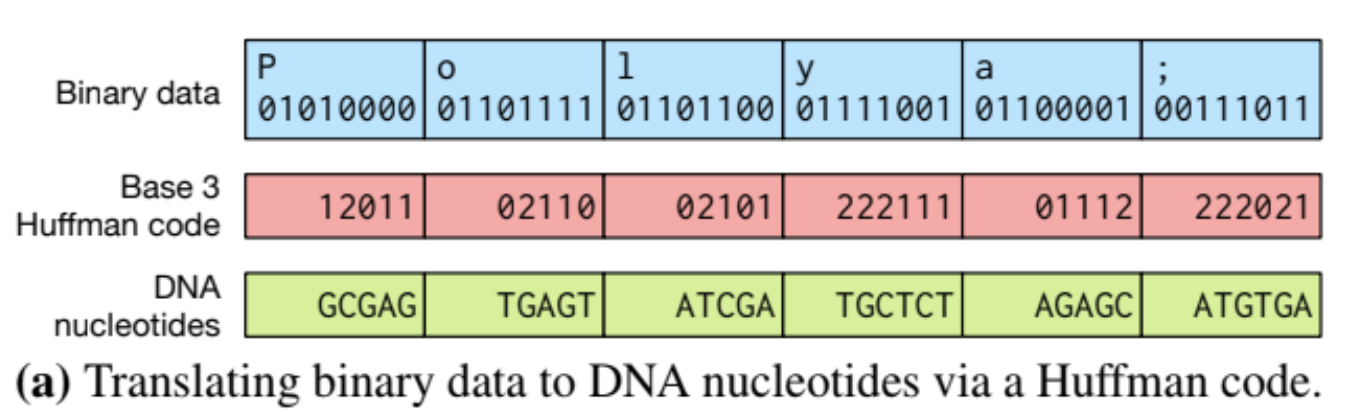 P o l y a ;
Binary data 01010000 01101111 01101100 01111001 01100001 00111011
Base 3
Huffman code 12011 02110 02101 222111 01112 222021
DNA
nucleotides GCGAG TGAGT ATCGA TGCTCT AGAGC ATGTGA
(a) Translating binary data to DNA nucleotides via a Huffman code.